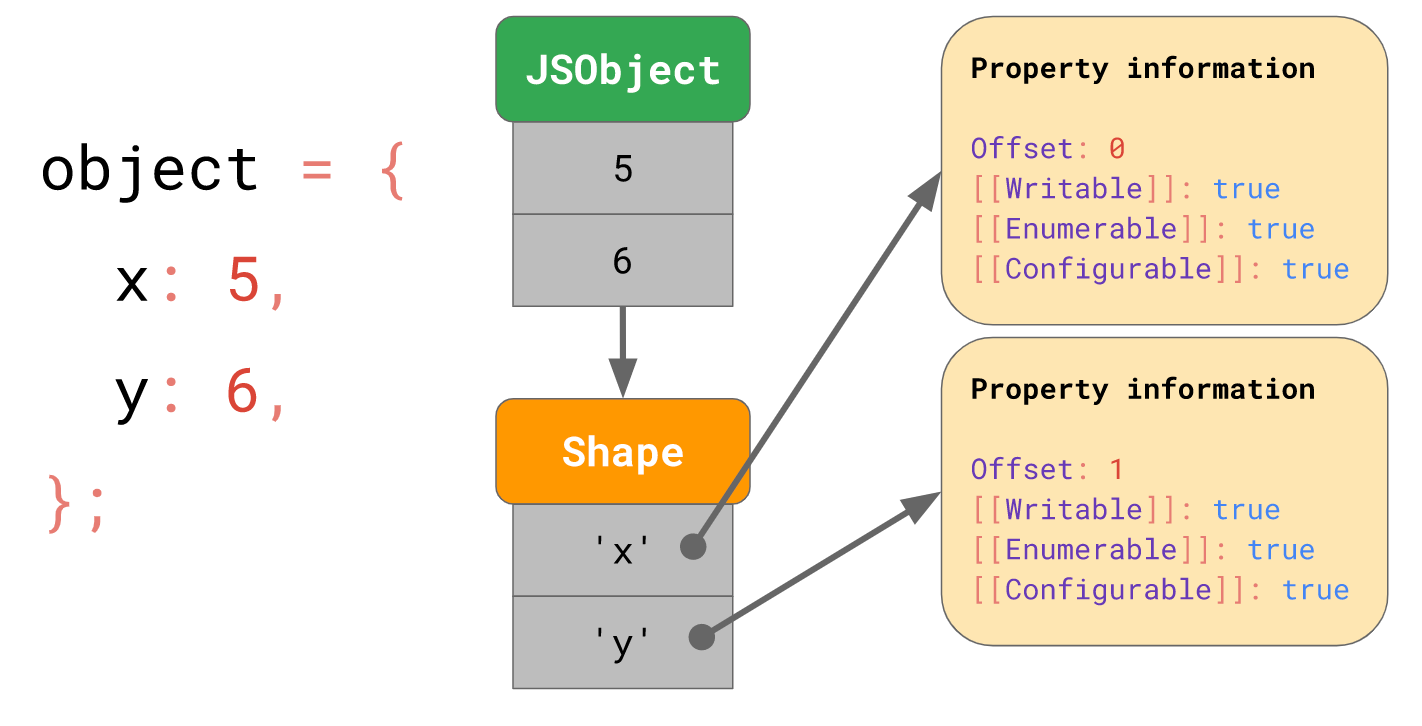 object = {
x: 5,
y: 6,
};
JSObject
5
6
Shape
'x'
'y'
Property information
Offset: 0
[[Writable]]: true
[[Enumerable]]: true
[[Configurable]]: true
Property information
Offset: 1
[[Writable]]: true
[[Enumerable]]: true
[[Configurable]]: true